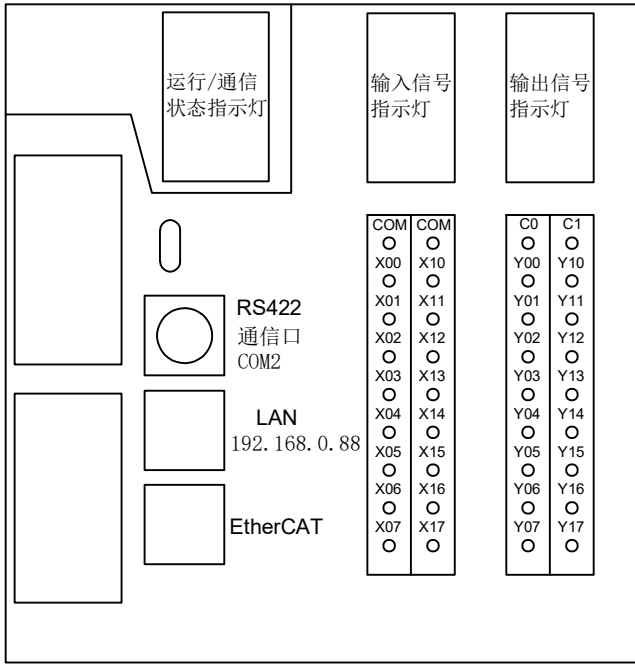 运行/通信
状态指示灯
输入信号
指示灯
输出信号
指示灯
RS422
通信口
COM2
LAN
192.168.0.88
EtherCAT
COM COM
X00 X10
X01 X11
X02 X12
X03 X13
X04 X14
X05 X15
X06 X16
X07 X17
C0 C1
Y00 Y10
Y01 Y11
Y02 Y12
Y03 Y13
Y04 Y14
Y05 Y15
Y06 Y16
Y07 Y17